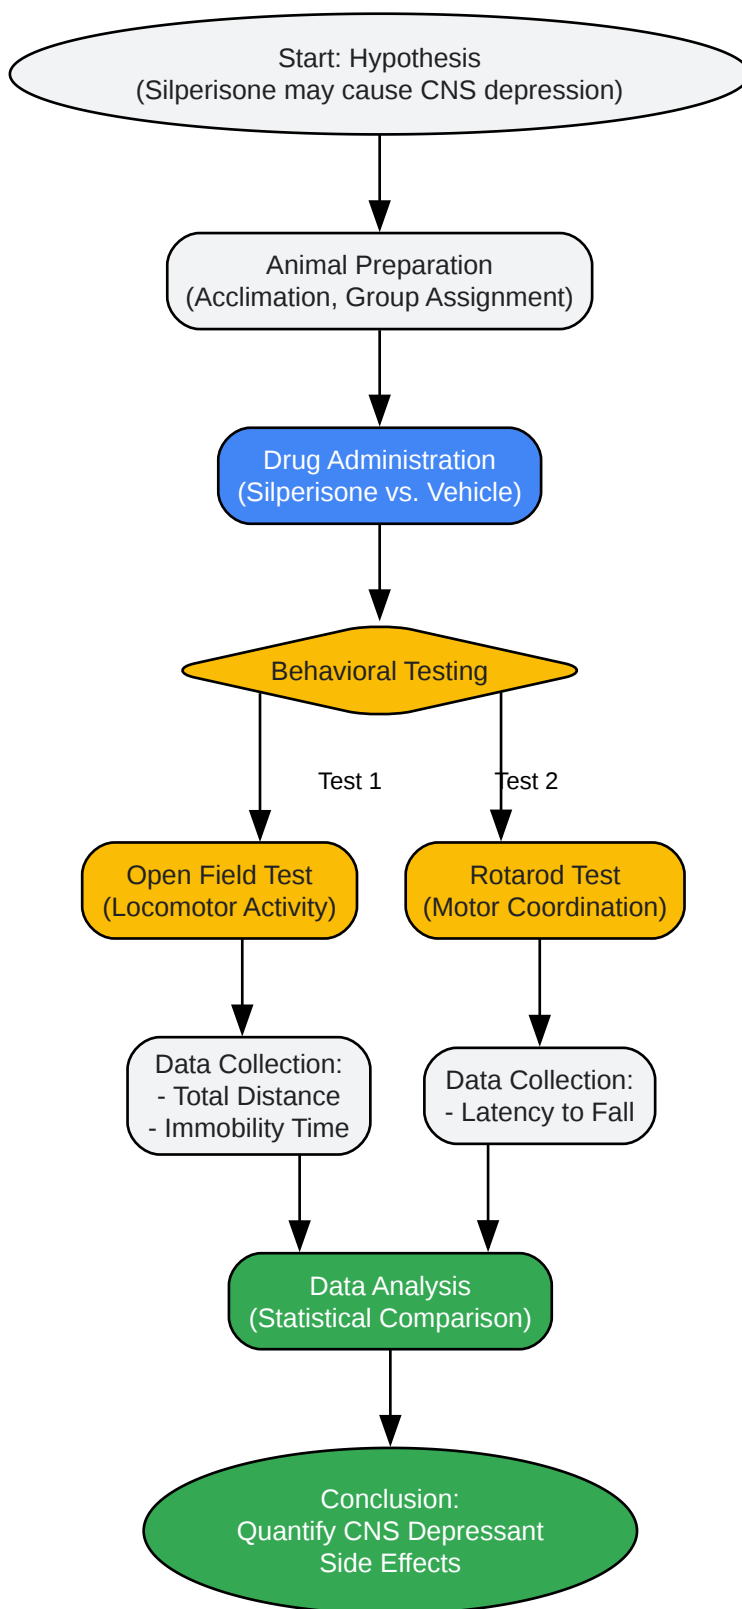 Start: Hypothesis
(Silperisone may cause CNS depression)
Animal Preparation
(Acclimation, Group Assignment)
Drug Administration
(Silperisone vs. Vehicle)
Behavioral Testing
Test 1
Test 2
Open Field Test
(Locomotor Activity)
Rotarod Test
(Motor Coordination)
Data Collection:
- Total Distance
- Immobility Time
Data Collection:
- Latency to Fall
Data Analysis
(Statistical Comparison)
Conclusion:
Quantify CNS Depressant
Side Effects